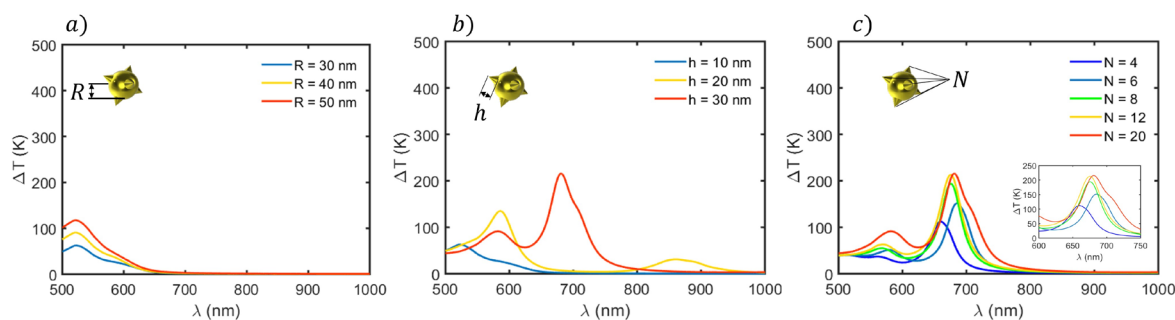 a)
500
400
300
200
100
0
ΔT (K)
500 600 700 800 900 1000
λ (nm)
R
R = 30 nm
R = 40 nm
R = 50 nm
b)
500
400
300
200
100
0
ΔT (K)
500 600 700 800 900 1000
λ (nm)
h
h = 10 nm
h = 20 nm
h = 30 nm
c)
500
400
300
200
100
0
ΔT (K)
500 600 700 800 900 1000
λ (nm)
N
N = 4
N = 6
N = 8
N = 12
N = 20
250
200
150
100
50
0
ΔT (K)
600 650 700 750
λ (nm)